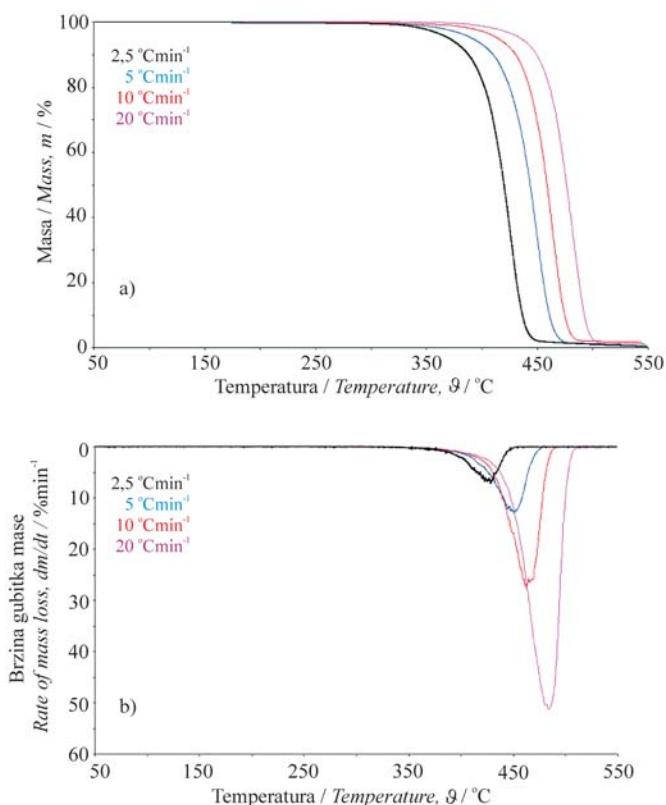 100
80
60
40
20
0
Masa / Mass, m / %
2,5 °Cmin⁻¹
5 °Cmin⁻¹
10 °Cmin⁻¹
20 °Cmin⁻¹
a)
50 150 250 350 450 550
Temperatura / Temperature, ϑ / °C
0
10
20
30
40
50
60
Brzina gubitka mase
Rate of mass loss, dm/dt / %min⁻¹
2,5 °Cmin⁻¹
5 °Cmin⁻¹
10 °Cmin⁻¹
20 °Cmin⁻¹
b)
50 150 250 350 450 550
Temperatura / Temperature, ϑ / °C